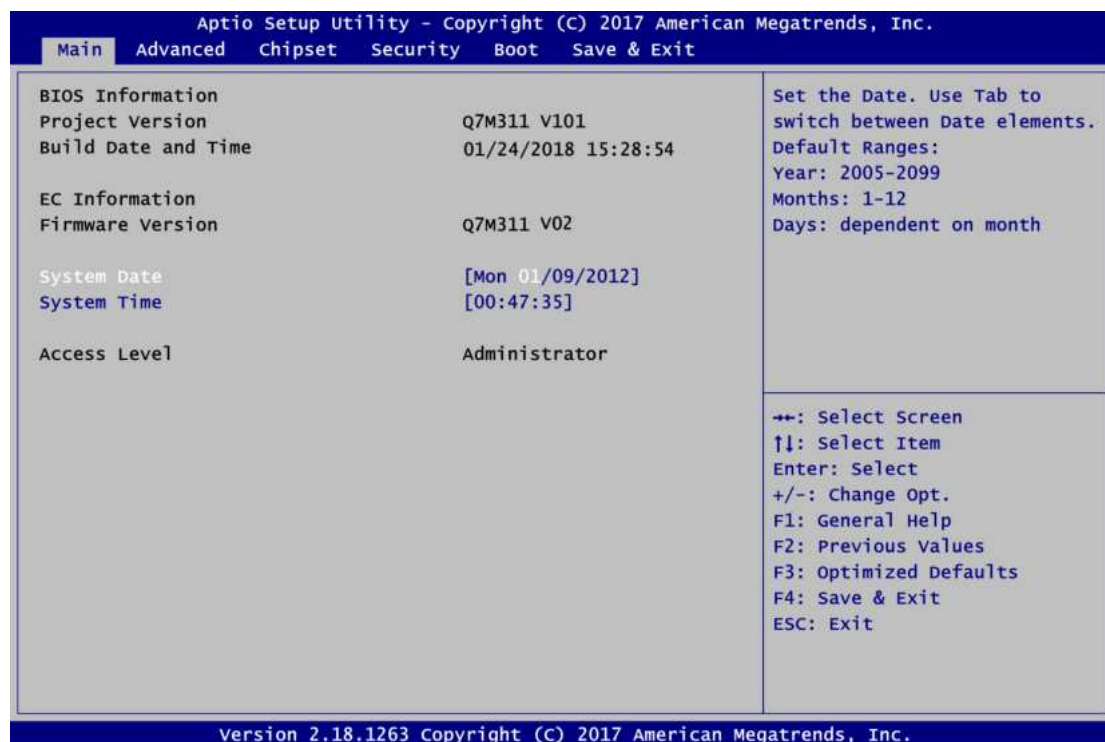 Aptio Setup Utility – Copyright (C) 2017 American Megatrends, Inc.
Main Advanced Chipset Security Boot Save & Exit
BIOS Information
Project Version Q7M311 V101
Build Date and Time 01/24/2018 15:28:54
EC Information
Firmware Version Q7M311 V02
System Date [Mon 01/09/2012]
System Time [00:47:35]
Access Level Administrator
Set the Date. Use Tab to
switch between Date elements.
Default Ranges:
Year: 2005-2099
Months: 1-12
Days: dependent on month
→←: Select Screen
↑↓: Select Item
Enter: Select
+/-: Change Opt.
F1: General Help
F2: Previous Values
F3: Optimized Defaults
F4: Save & Exit
ESC: Exit
Version 2.18.1263 Copyright (C) 2017 American Megatrends, Inc.